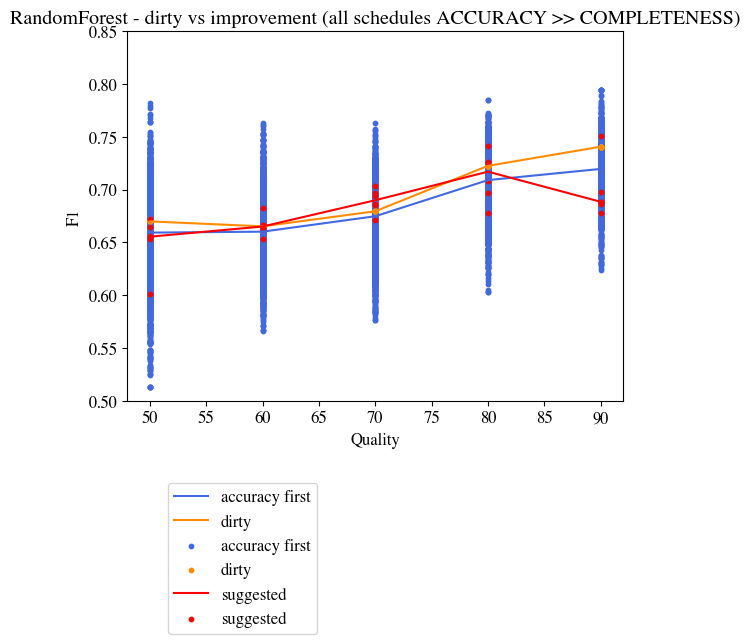 RandomForest - dirty vs improvement (all schedules ACCURACY >> COMPLETENESS)
0.85
0.80
0.75
0.70
0.65
0.60
0.55
0.50
F1
50 55 60 65 70 75 80 85 90
Quality
accuracy first
dirty
accuracy first
dirty
suggested
suggested